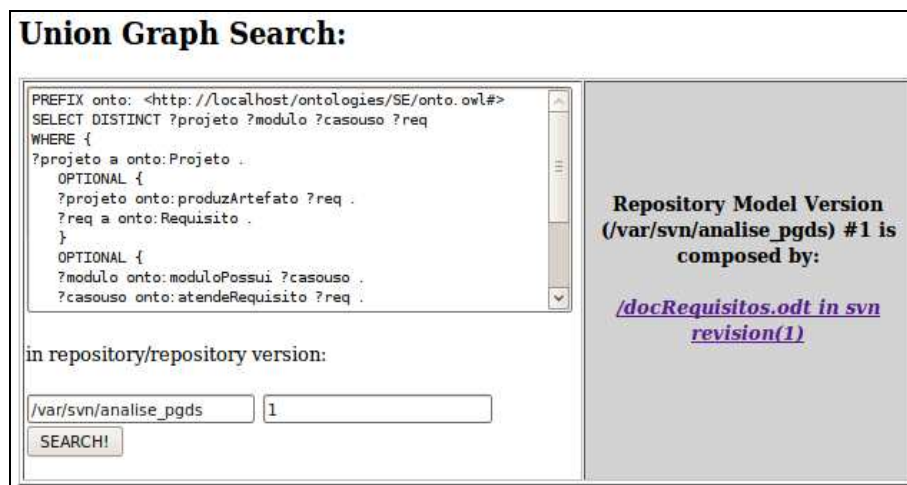 Union Graph Search:
PREFIX onto: <http://localhost/ontologies/SE/onto.owl#>
SELECT DISTINCT ?projeto ?modulo ?casouso ?req
WHERE {
?projeto a onto:Projeto .
OPTIONAL {
?projeto onto:produzArtefato ?req .
?req a onto:Requisito .
}
OPTIONAL {
?modulo onto:moduloPossui ?casouso .
?casouso onto:atendeRequisito ?req .
in repository/repository version:
/var/svn/analise_pgds 1
SEARCH!
Repository Model Version
(/var/svn/analise_pgds) #1 is
composed by:
/docRequisitos.odt in svn
revision(1)